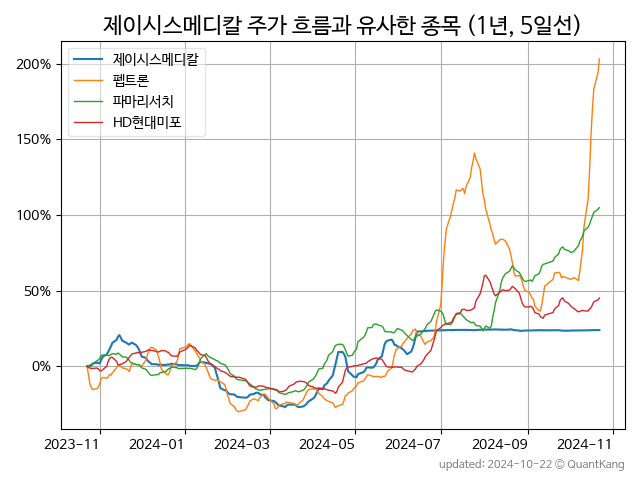 제이시스메디칼 주가 흐름과 유사한 종목 (1년, 5일선)
제이시스메디칼
펩트론
파마리서치
HD현대미포
200%
150%
100%
50%
0%
2023-11 2024-01 2024-03 2024-05 2024-07 2024-09 2024-11
updated: 2024-10-22 © QuantKang